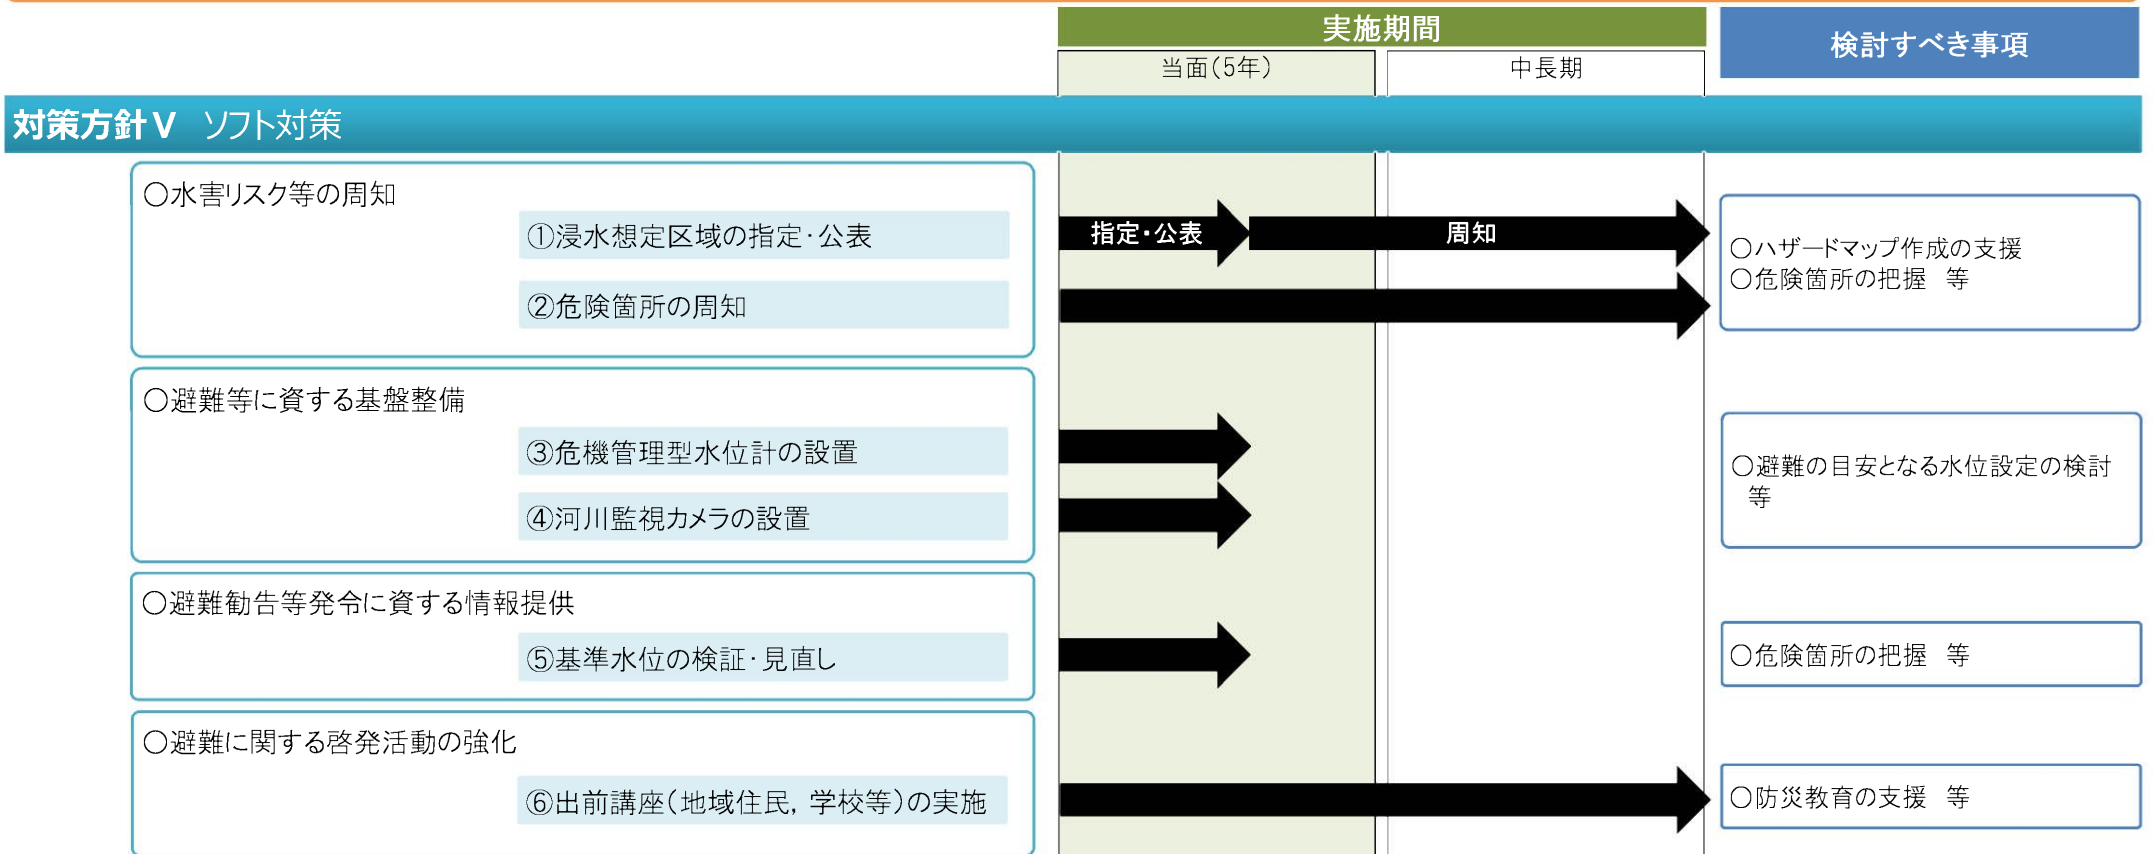 実施期間
検討すべき事項
当面(5年)
中長期
対策方針Ⅴ ソフト対策
○水害リスク等の周知
①浸水想定区域の指定・公表
指定・公表
周知
②危険箇所の周知
○ハザードマップ作成の支援
○危険箇所の把握 等
○避難等に資する基盤整備
③危機管理型水位計の設置
④河川監視カメラの設置
○避難の目安となる水位設定の検討
等
○避難勧告等発令に資する情報提供
⑤基準水位の検証・見直し
○危険箇所の把握 等
○避難に関する啓発活動の強化
⑥出前講座(地域住民, 学校等)の実施
○防災教育の支援 等